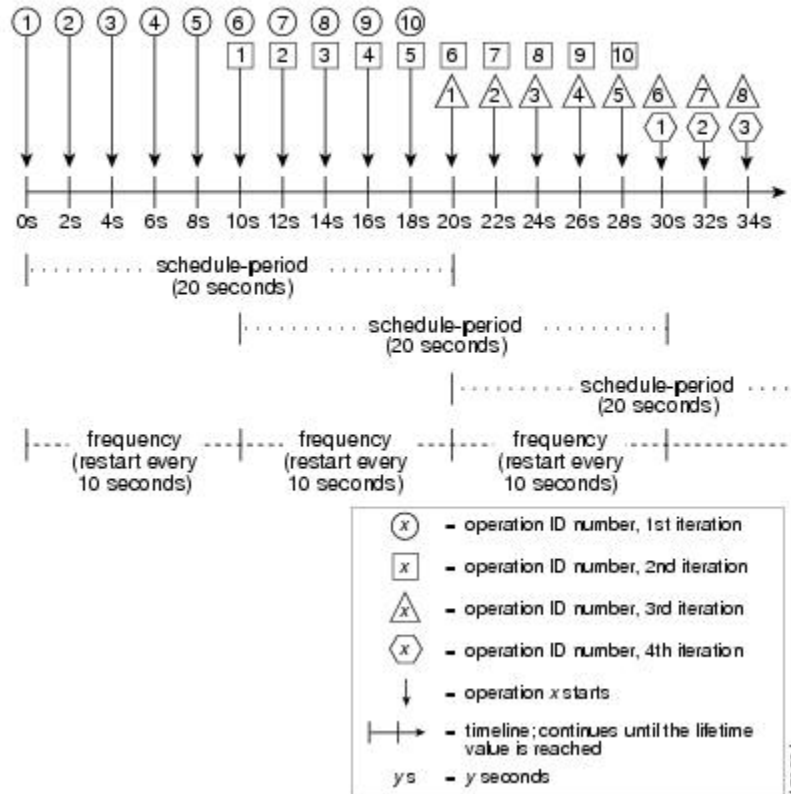 1 2 3 4 5 6 7 8 9 10
1 2 3 4 5 6 7 8 9 10
1 2 3 4 5 6 7 8
1 2 3
0s 2s 4s 6s 8s 10s 12s 14s 16s 18s 20s 22s 24s 26s 28s 30s 32s 34s
schedule-period
(20 seconds)
schedule-period
(20 seconds)
schedule-period
(20 seconds)
frequency
(restart every
10 seconds)
frequency
(restart every
10 seconds)
frequency
(restart every
10 seconds)
x - operation ID number, 1st iteration
x - operation ID number, 2nd iteration
x - operation ID number, 3rd iteration
x - operation ID number, 4th iteration
- operation x starts
- timeline; continues until the lifetime
value is reached
y s - y seconds